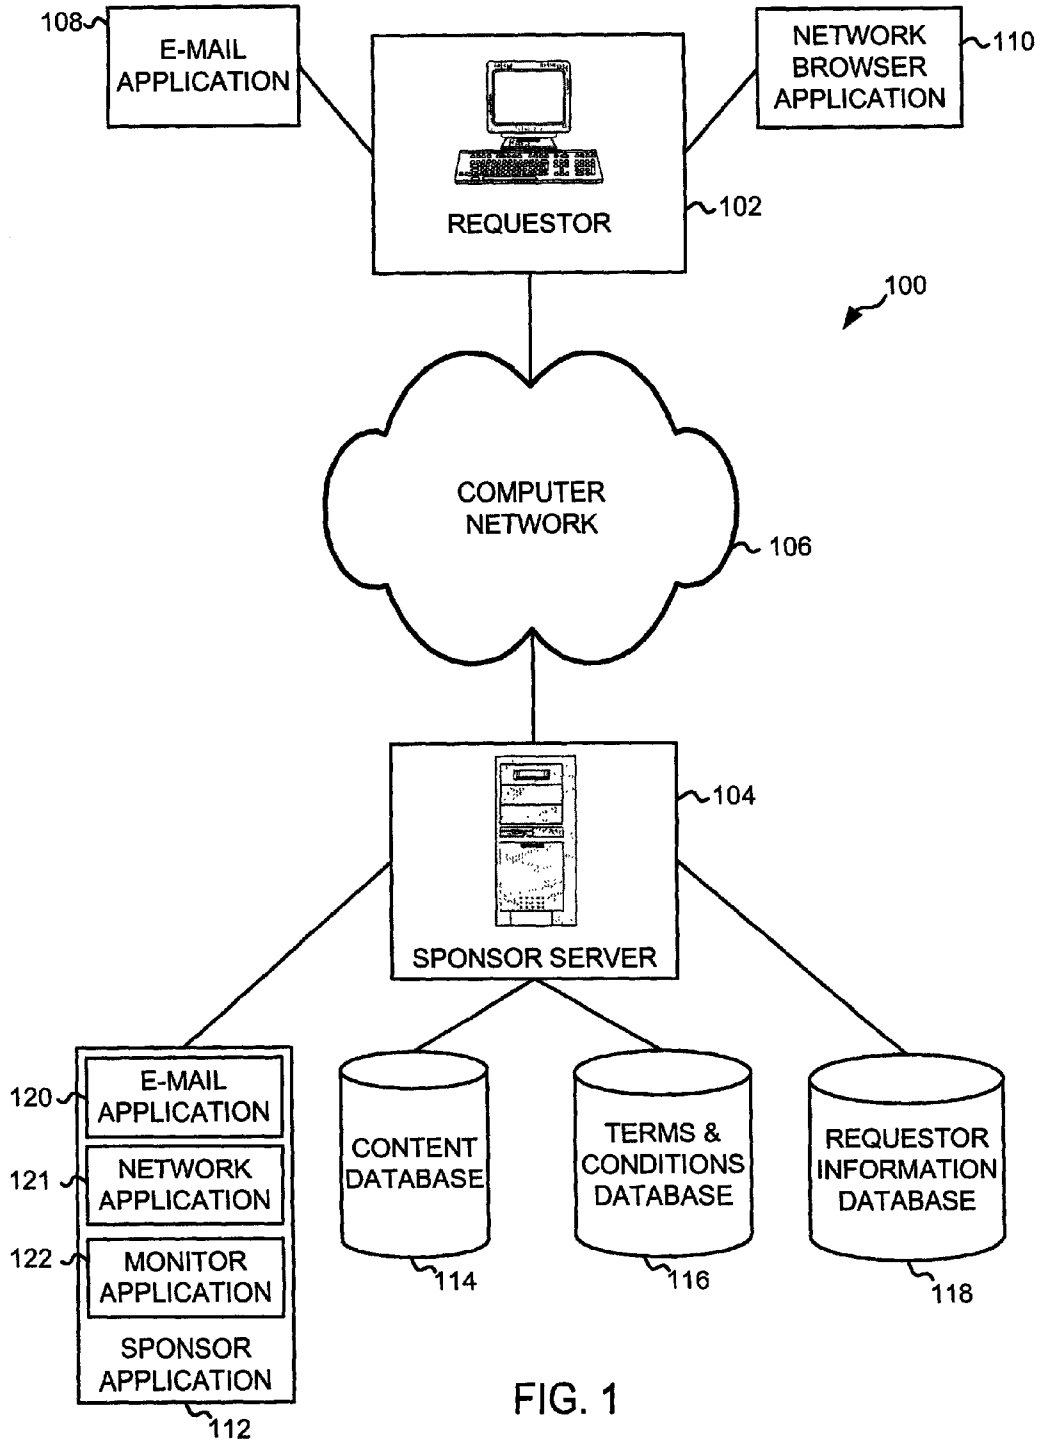 108
E-MAIL
APPLICATION
NETWORK
BROWSER
APPLICATION
110
REQUESTOR
102
100
COMPUTER
NETWORK
106
104
SPONSOR SERVER
120
E-MAIL
APPLICATION
121
NETWORK
APPLICATION
122
MONITOR
APPLICATION
SPONSOR
APPLICATION
112
CONTENT
DATABASE
114
TERMS &
CONDITIONS
DATABASE
116
REQUESTOR
INFORMATION
DATABASE
118
FIG. 1